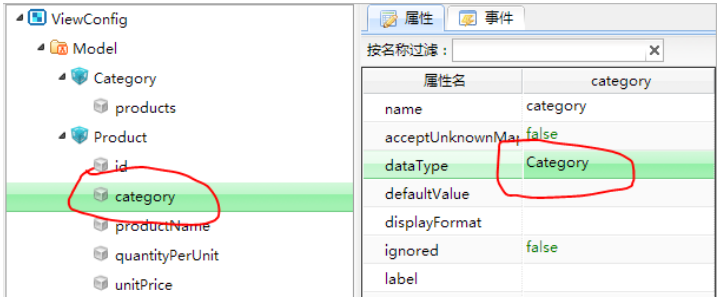 ViewConfig
Model
Category
products
Product
id
category
productName
quantityPerUnit
unitPrice
属性 事件
按名称过滤：
属性名 category
name category
acceptUnknownMap false
dataType Category
defaultValue
displayFormat
ignored false
label